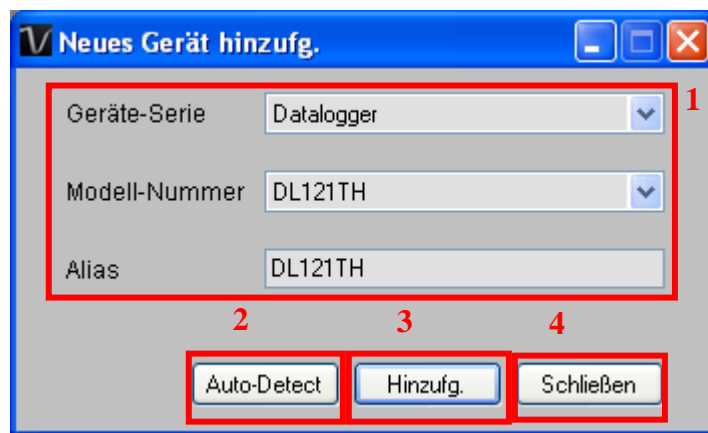 Neues Gerät hinzufg.
1
Geräte-Serie Datalogger
Modell-Nummer DL121TH
Alias DL121TH
2 3 4
Auto-Detect Hinzufg. Schließen